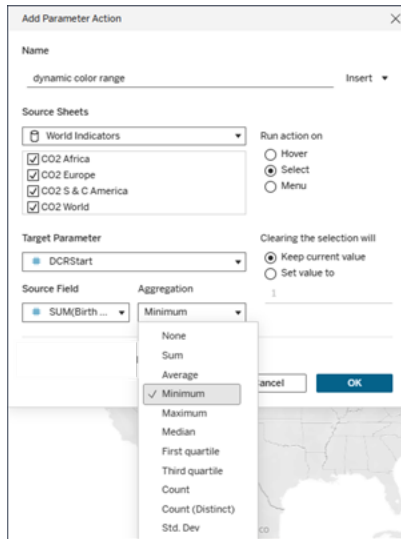 Add Parameter Action
Name
dynamic color range
Insert
Source Sheets
World Indicators
CO2 Africa
CO2 Europe
CO2 S & C America
CO2 World
Run action on
Hover
Select
Menu
Target Parameter
DCRStart
Clearing the selection will
Keep current value
Set value to
1
Source Field
Aggregation
SUM(Birth ...
Minimum
None
Sum
Average
Minimum
Maximum
Median
First quartile
Third quartile
Count
Count (Distinct)
Std. Dev
ancel
OK
CO